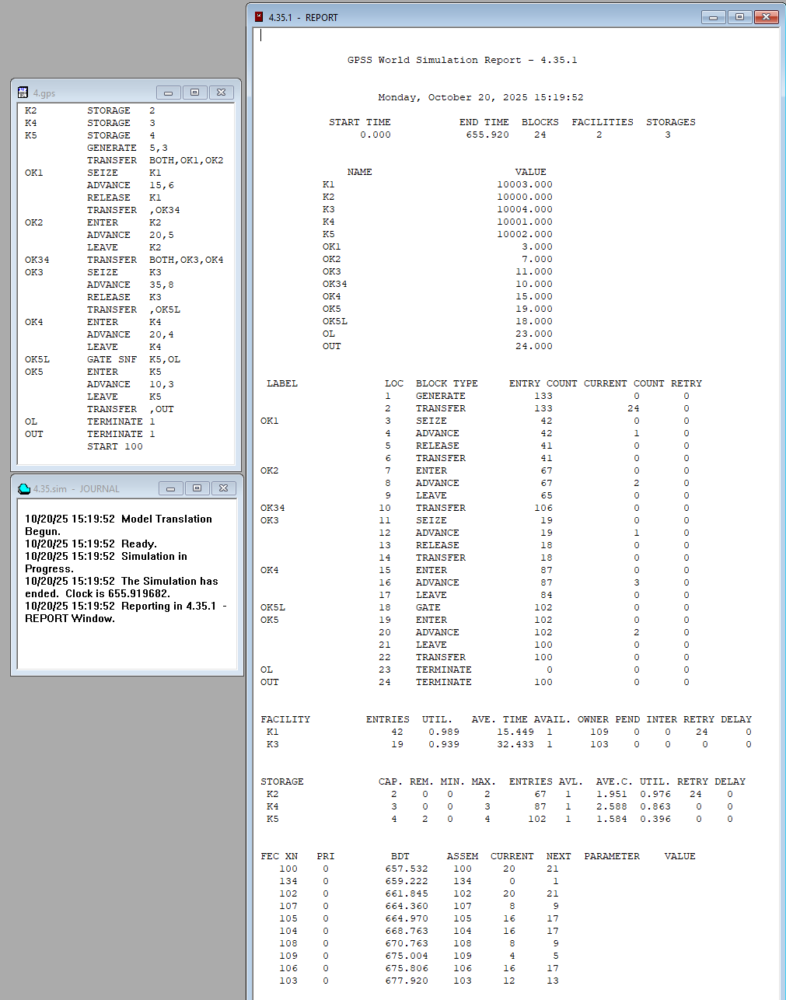 4.gps
K2 STORAGE 2
K4 STORAGE 3
K5 STORAGE 4
GENERATE 5,3
TRANSFER BOTH,OK1,OK2
OK1 SEIZE K1
ADVANCE 15,6
RELEASE K1
TRANSFER ,OK34
OK2 ENTER K2
ADVANCE 20,5
LEAVE K2
OK34 TRANSFER BOTH,OK3,OK4
OK3 SEIZE K3
ADVANCE 35,8
RELEASE K3
TRANSFER ,OK5L
OK4 ENTER K4
ADVANCE 20,4
LEAVE K4
OK5L GATE SNF K5,OL
OK5 ENTER K5
ADVANCE 10,3
LEAVE K5
TRANSFER ,OUT
OL TERMINATE 1
OUT TERMINATE 1
START 100
4.35.sim - JOURNAL
10/20/25 15:19:52 Model Translation
Begun.
10/20/25 15:19:52 Ready.
10/20/25 15:19:52 Simulation in
Progress.
10/20/25 15:19:52 The Simulation has
ended. Clock is 655.919682.
10/20/25 15:19:52 Reporting in 4.35.1 -
REPORT Window.
4.35.1 - REPORT
GPSS World Simulation Report - 4.35.1
Monday, October 20, 2025 15:19:52
START TIME END TIME BLOCKS FACILITIES STORAGES
0.000 655.920 24 2 3
NAME VALUE
K1 10003.000
K2 10000.000
K3 10004.000
K4 10001.000
K5 10002.000
OK1 3.000
OK2 7.000
OK3 11.000
OK34 10.000
OK4 15.000
OK5 19.000
OK5L 18.000
OL 23.000
OUT 24.000
LABEL LOC BLOCK TYPE ENTRY COUNT CURRENT COUNT RETRY
1 GENERATE 133 0 0
2 TRANSFER 133 24 0
OK1 3 SEIZE 42 0 0
4 ADVANCE 42 1 0
5 RELEASE 41 0 0
6 TRANSFER 41 0 0
OK2 7 ENTER 67 0 0
8 ADVANCE 67 2 0
9 LEAVE 65 0 0
OK34 10 TRANSFER 106 0 0
OK3 11 SEIZE 19 0 0
12 ADVANCE 19 1 0
13 RELEASE 18 0 0
14 TRANSFER 18 0 0
OK4 15 ENTER 87 0 0
16 ADVANCE 87 3 0
17 LEAVE 84 0 0
OK5L 18 GATE 102 0 0
OK5 19 ENTER 102 0 0
20 ADVANCE 102 2 0
21 LEAVE 100 0 0
22 TRANSFER 100 0 0
OL 23 TERMINATE 0 0 0
OUT 24 TERMINATE 100 0 0
FACILITY ENTRIES UTIL. AVE. TIME AVAIL. OWNER PEND INTER RETRY DELAY
K1 42 0.989 15.449 1 109 0 0 24 0
K3 19 0.939 32.433 1 103 0 0 0 0
STORAGE CAP. REM. MIN. MAX. ENTRIES AVL. AVE.C. UTIL. RETRY DELAY
K2 2 0 0 2 67 1 1.951 0.976 24 0
K4 3 0 0 3 87 1 2.588 0.863 0 0
K5 4 2 0 4 102 1 1.584 0.396 0 0
FEC XN PRI BDT ASSEM CURRENT NEXT PARAMETER VALUE
100 0 657.532 100 20 21
134 0 659.222 134 0 1
102 0 661.845 102 20 21
107 0 664.360 107 8 9
105 0 664.970 105 16 17
104 0 668.763 104 16 17
108 0 670.763 108 8 9
109 0 675.004 109 4 5
106 0 675.806 106 16 17
103 0 677.920 103 12 13